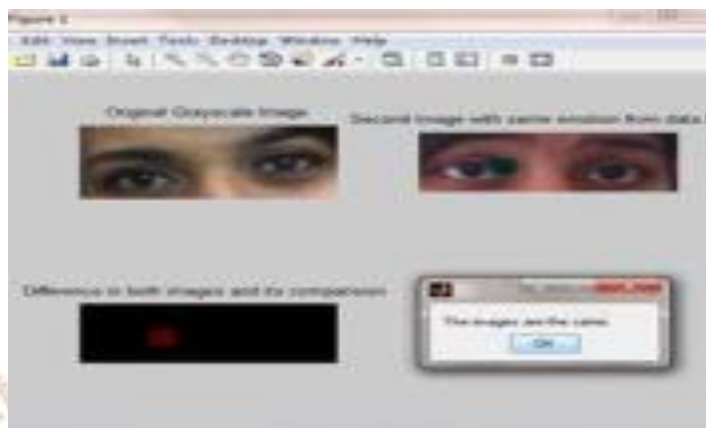 Figure 1
Edit View Insert Tools Desktop Window Help
Original Grayscale Image
Second image with same emotion from data
Difference in both images and its comparision
The images are the same.
OK